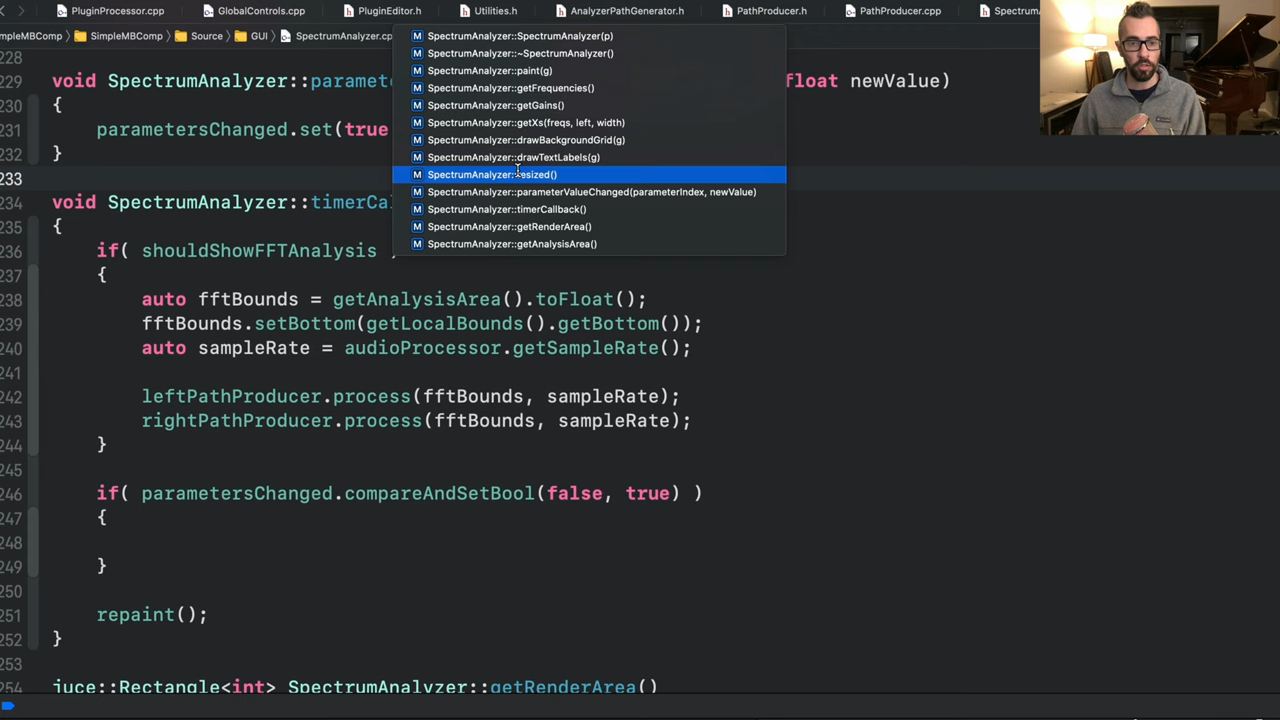 PluginProcessor.cpp GlobalControls.cpp PluginEditor.h Utilities.h AnalyzerPathGenerator.h PathProducer.h PathProducer.cpp
SimpleMBComp Source GUI
SpectrumAnalyzer::SpectrumAnalyzer(p)
SpectrumAnalyzer::~SpectrumAnalyzer()
SpectrumAnalyzer::paint(g)
SpectrumAnalyzer::getFrequencies()
SpectrumAnalyzer::getGains()
SpectrumAnalyzer::getXs(freqs, left, width)
SpectrumAnalyzer::drawBackgroundGrid(g)
SpectrumAnalyzer::drawTextLabels(g)
SpectrumAnalyzer::resized()
SpectrumAnalyzer::parameterValueChanged(parameterIndex, newValue)
SpectrumAnalyzer::timerCallback()
SpectrumAnalyzer::getRenderArea()
SpectrumAnalyzer::getAnalysisArea()
228
229 void SpectrumAnalyzer:: float newValue)
230 {
231 parametersChanged.set(true
232 }
233
234 void SpectrumAnalyzer::
235 {
236 if( shouldShowFFTAnalysis
237 {
238 auto fftBounds = getAnalysisArea().toFloat();
239 fftBounds.setBottom(getLocalBounds().getBottom());
240 auto sampleRate = audioProcessor.getSampleRate();
241
242 leftPathProducer.process(fftBounds, sampleRate);
243 rightPathProducer.process(fftBounds, sampleRate);
244 }
245
246 if( parametersChanged.compareAndSetBool(false, true) )
247 {
248
249 }
250
251 repaint();
252 }
253
254 juce::Rectangle<int> SpectrumAnalyzer::getRenderArea()